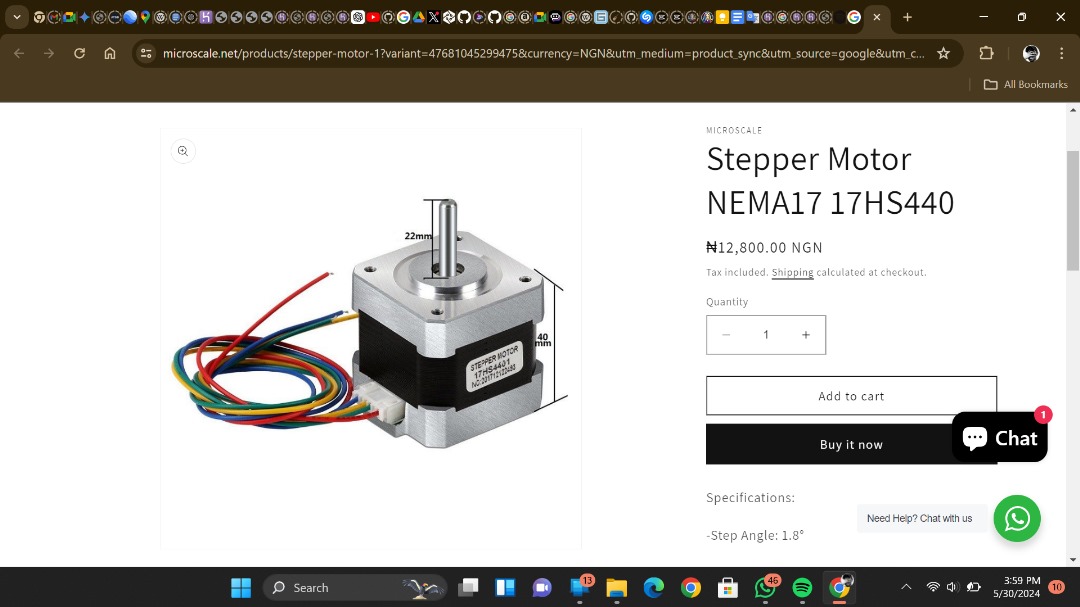 microscale.net/products/stepper-motor-1?variant=47681045299475&currency=NGN&utm_medium=product_sync&utm_source=google&utm_c...
All Bookmarks
MICROSCALE
Stepper Motor
NEMA17 17HS440
₦12,800.00 NGN
Tax included. Shipping calculated at checkout.
Quantity
− 1 +
Add to cart
Buy it now
Specifications:
-Step Angle: 1.8°
22mm
40
mm
STEPPER MOTOR
17HS4401
1
Chat
Need Help? Chat with us
Search
13
46
3:59 PM
5/30/2024
10